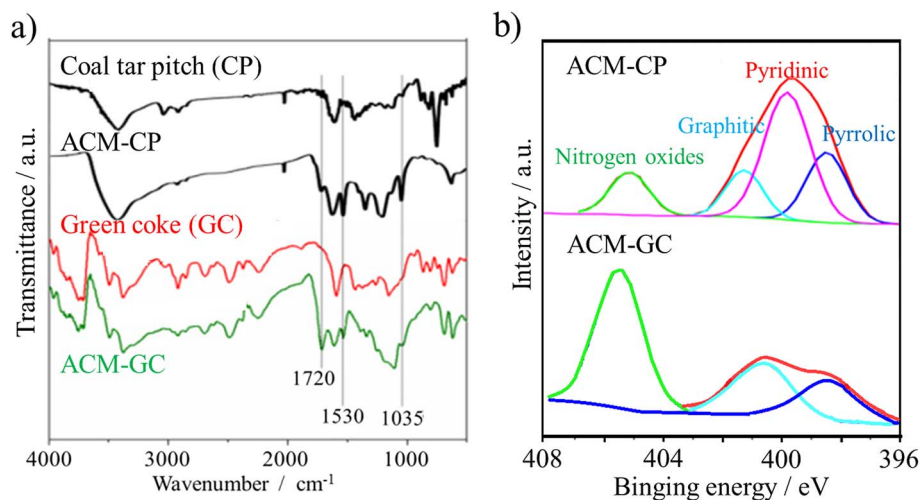 a)
Coal tar pitch (CP)
ACM-CP
Green coke (GC)
ACM-GC
1720
1530
1035
Transmittance / a.u.
4000
3000
2000
1000
Wavenumber / cm⁻¹
b)
ACM-CP
Pyridinic
Graphitic
Pyrrolic
Nitrogen oxides
ACM-GC
Intensity / a.u.
408
404
400
396
Binging energy / eV